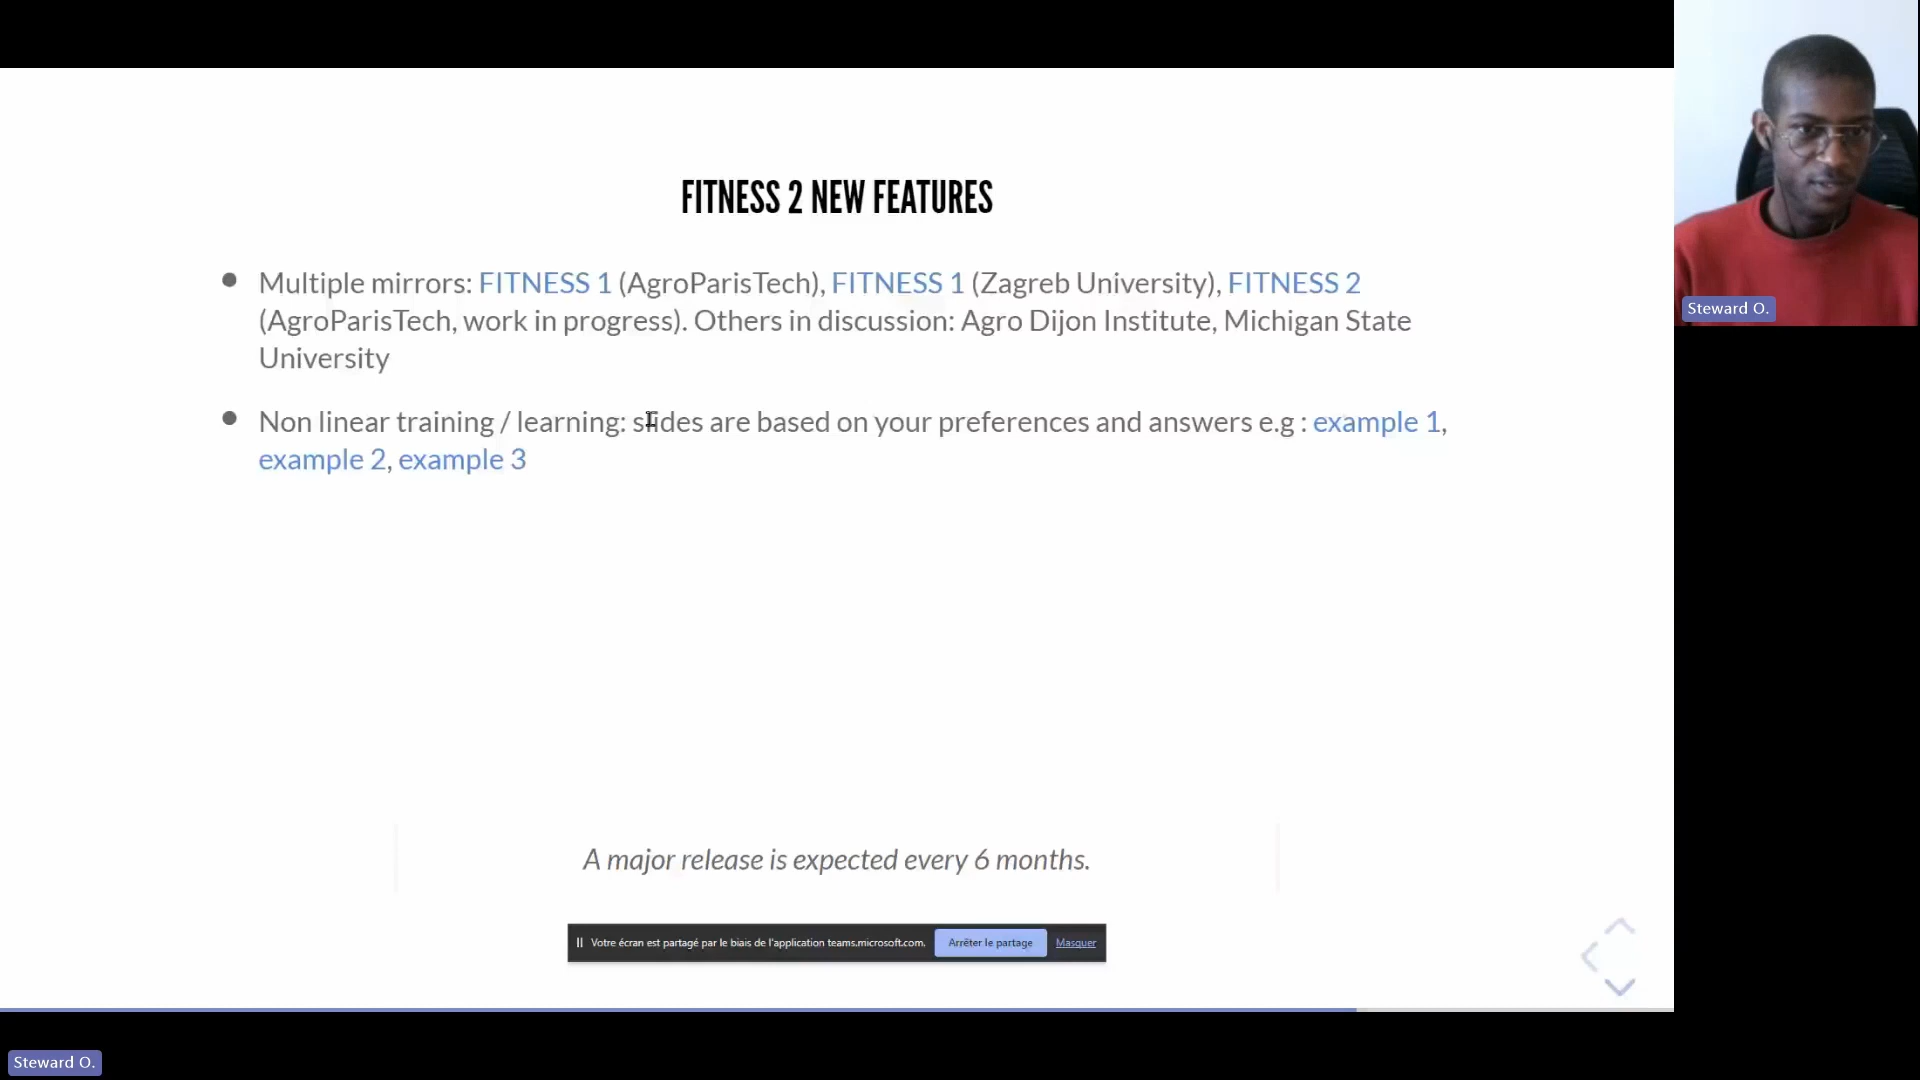 FITNESS 2 NEW FEATURES
Multiple mirrors: FITNESS 1 (AgroParisTech), FITNESS 1 (Zagreb University), FITNESS 2
(AgroParisTech, work in progress). Others in discussion: Agro Dijon Institute, Michigan State
University
Non linear training / learning: slides are based on your preferences and answers e.g : example 1,
example 2, example 3
A major release is expected every 6 months.
Votre écran est partagé par le biais de l'application teams.microsoft.com. Arrêter le partage Masquer
Steward O.
Steward O.